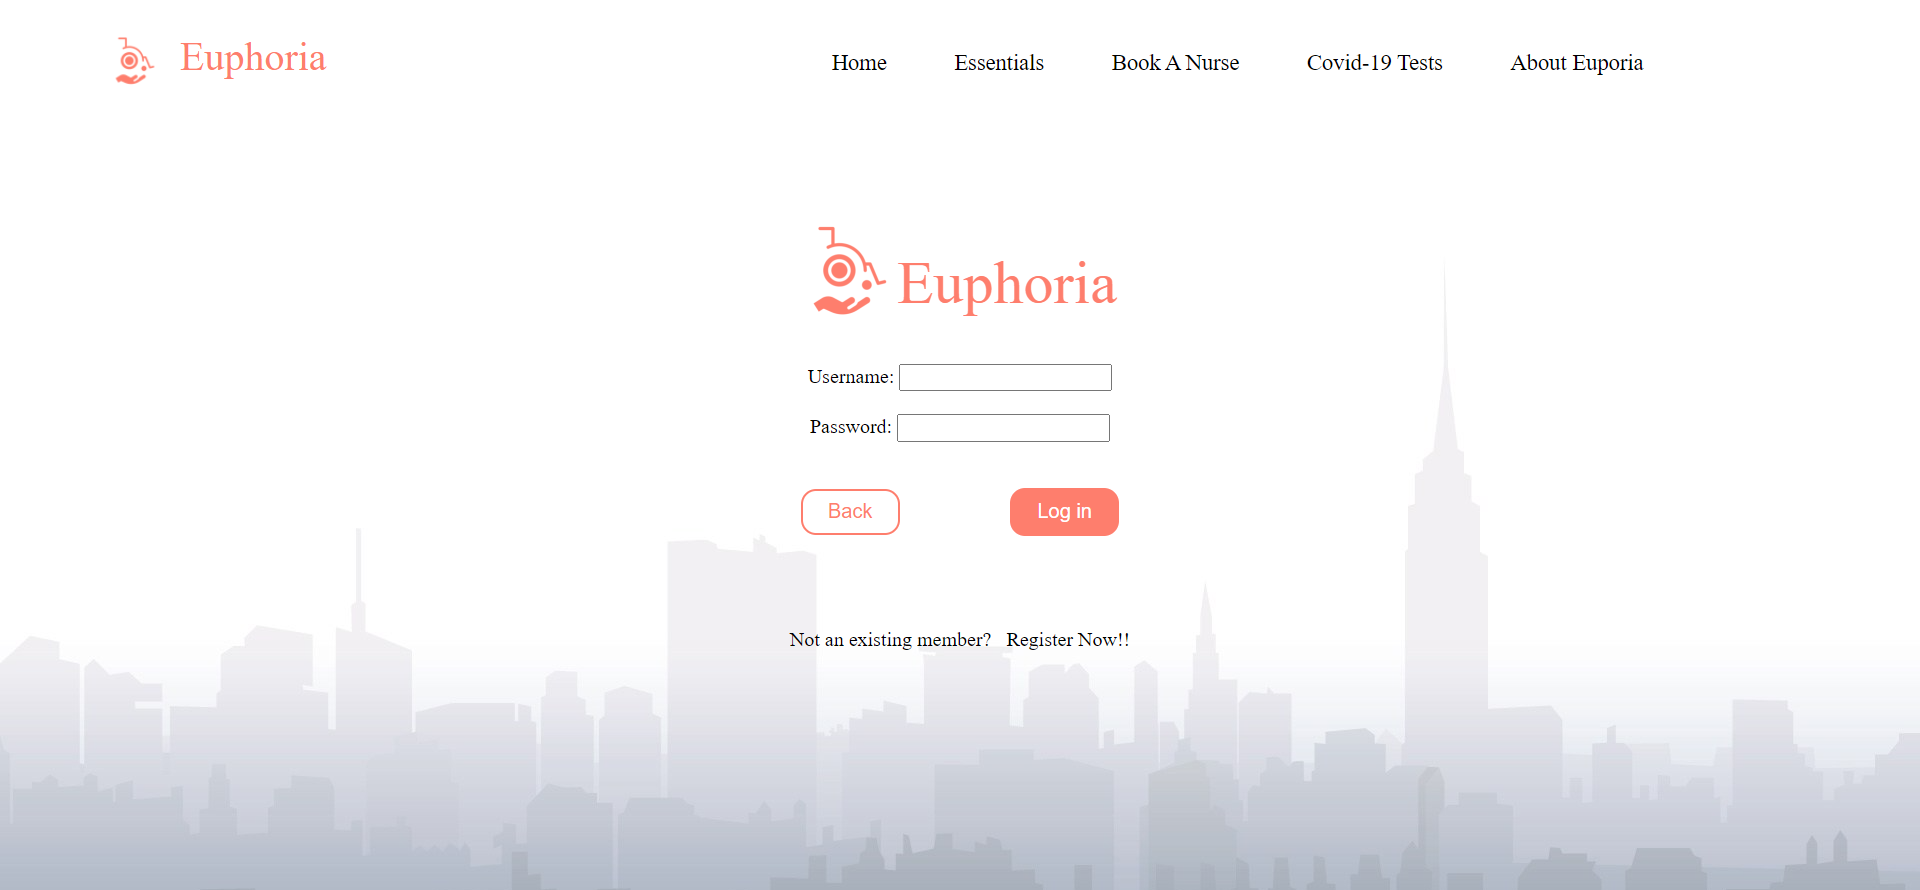 Euphoria
Home Essentials Book A Nurse Covid-19 Tests About Euporia
Euphoria
Username:
Password:
Back Log in
Not an existing member? Register Now!!